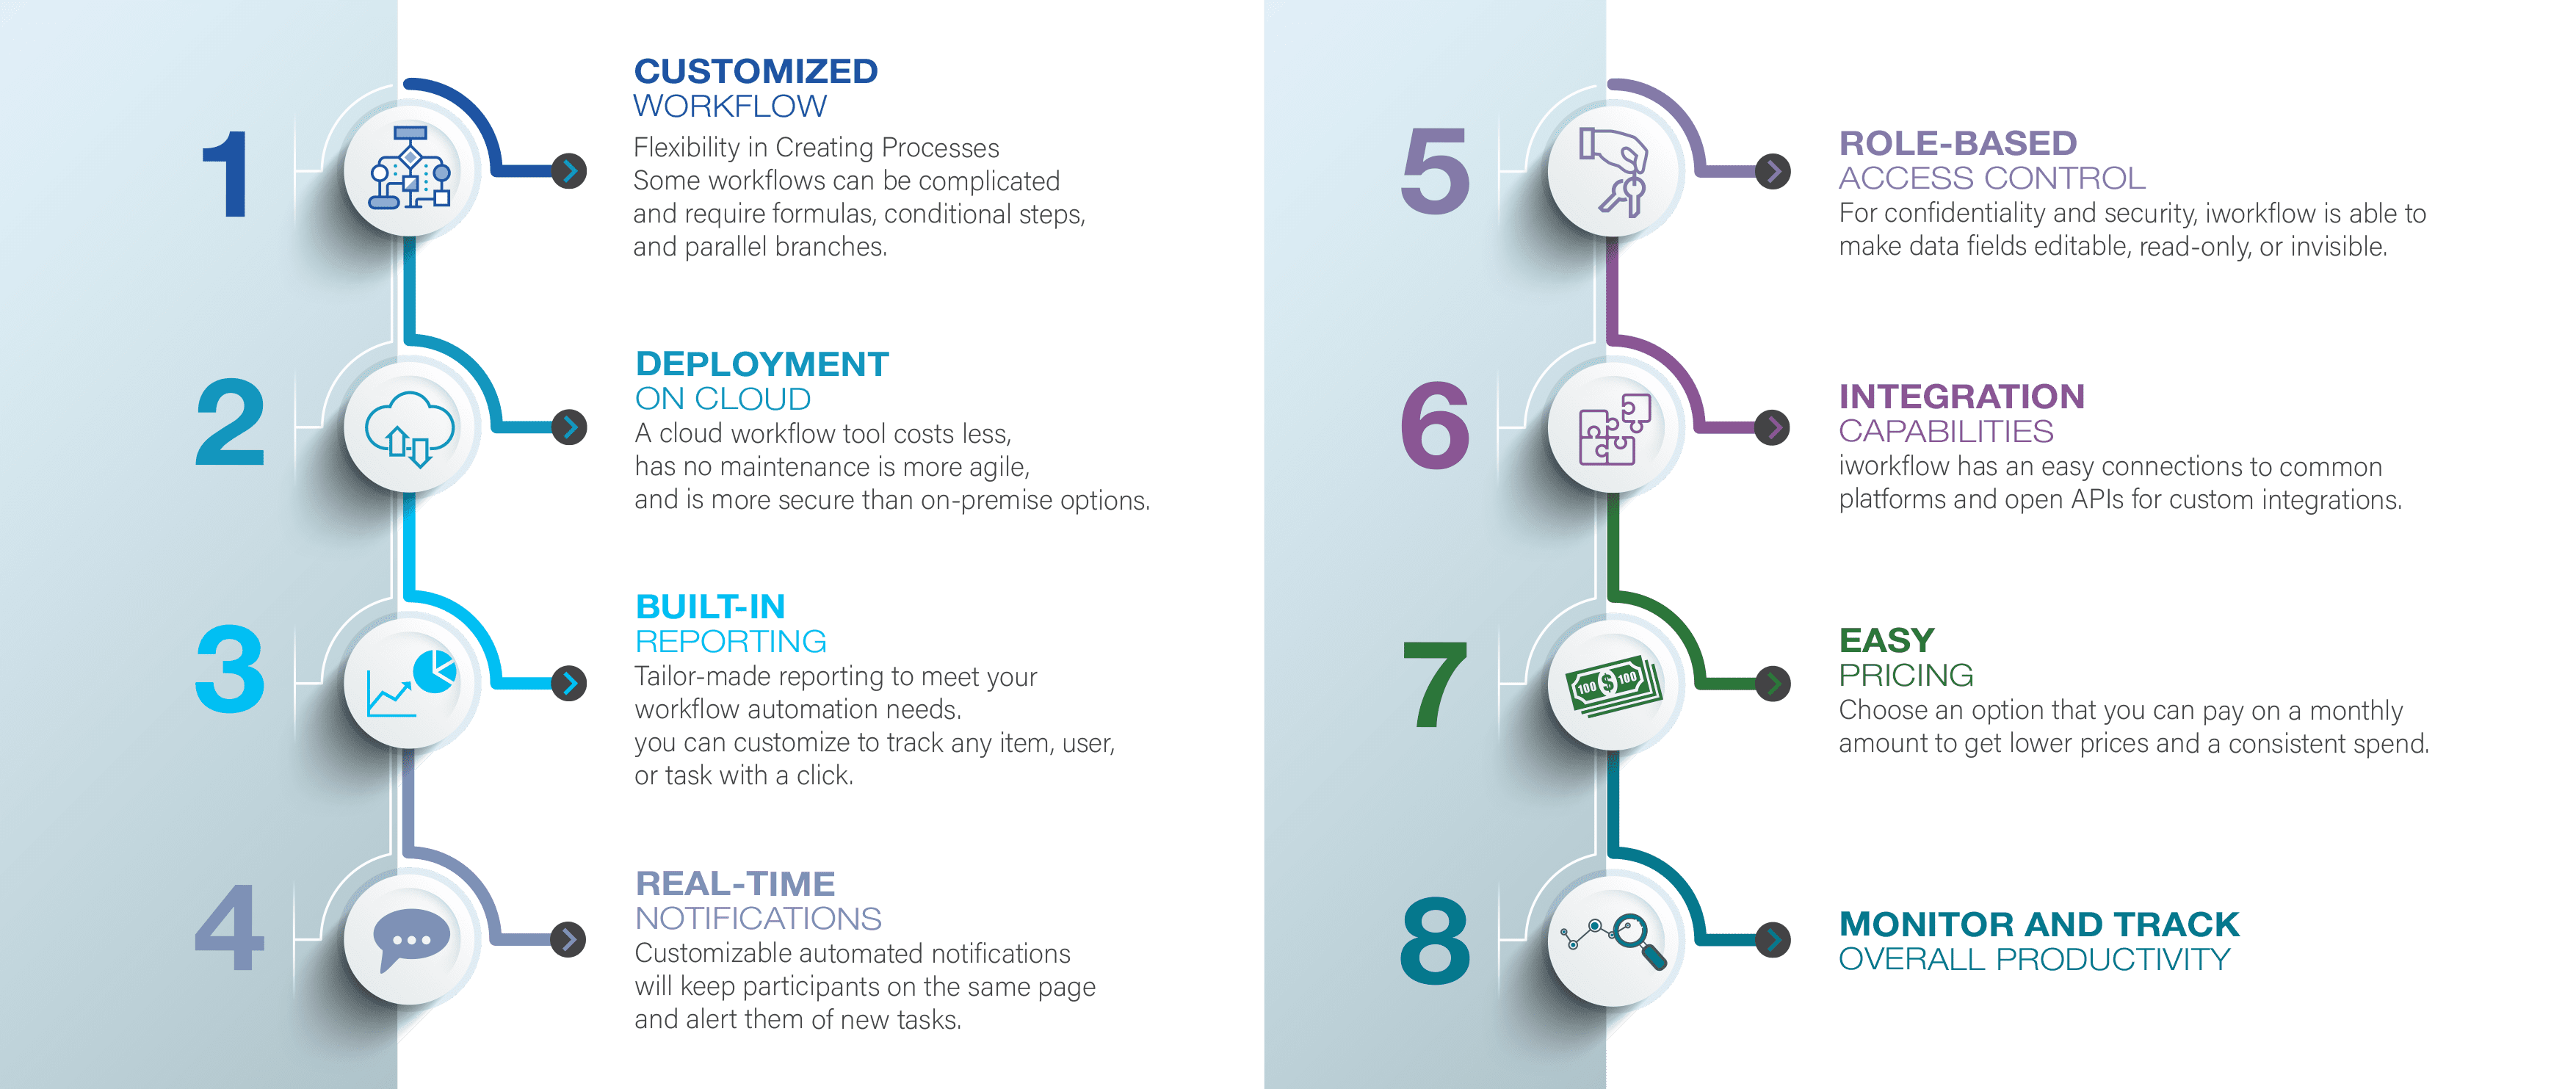 1
CUSTOMIZED
WORKFLOW
Flexibility in Creating Processes
Some workflows can be complicated
and require formulas, conditional steps,
and parallel branches.
2
DEPLOYMENT
ON CLOUD
A cloud workflow tool costs less,
has no maintenance is more agile,
and is more secure than on-premise options.
3
BUILT-IN
REPORTING
Tailor-made reporting to meet your
workflow automation needs.
you can customize to track any item, user,
or task with a click.
4
REAL-TIME
NOTIFICATIONS
Customizable automated notifications
will keep participants on the same page
and alert them of new tasks.
5
ROLE-BASED
ACCESS CONTROL
For confidentiality and security, iworkflow is able to
make data fields editable, read-only, or invisible.
6
INTEGRATION
CAPABILITIES
iworkflow has an easy connections to common
platforms and open APIs for custom integrations.
7
100 $ 100
EASY
PRICING
Choose an option that you can pay on a monthly
amount to get lower prices and a consistent spend.
8
MONITOR AND TRACK
OVERALL PRODUCTIVITY